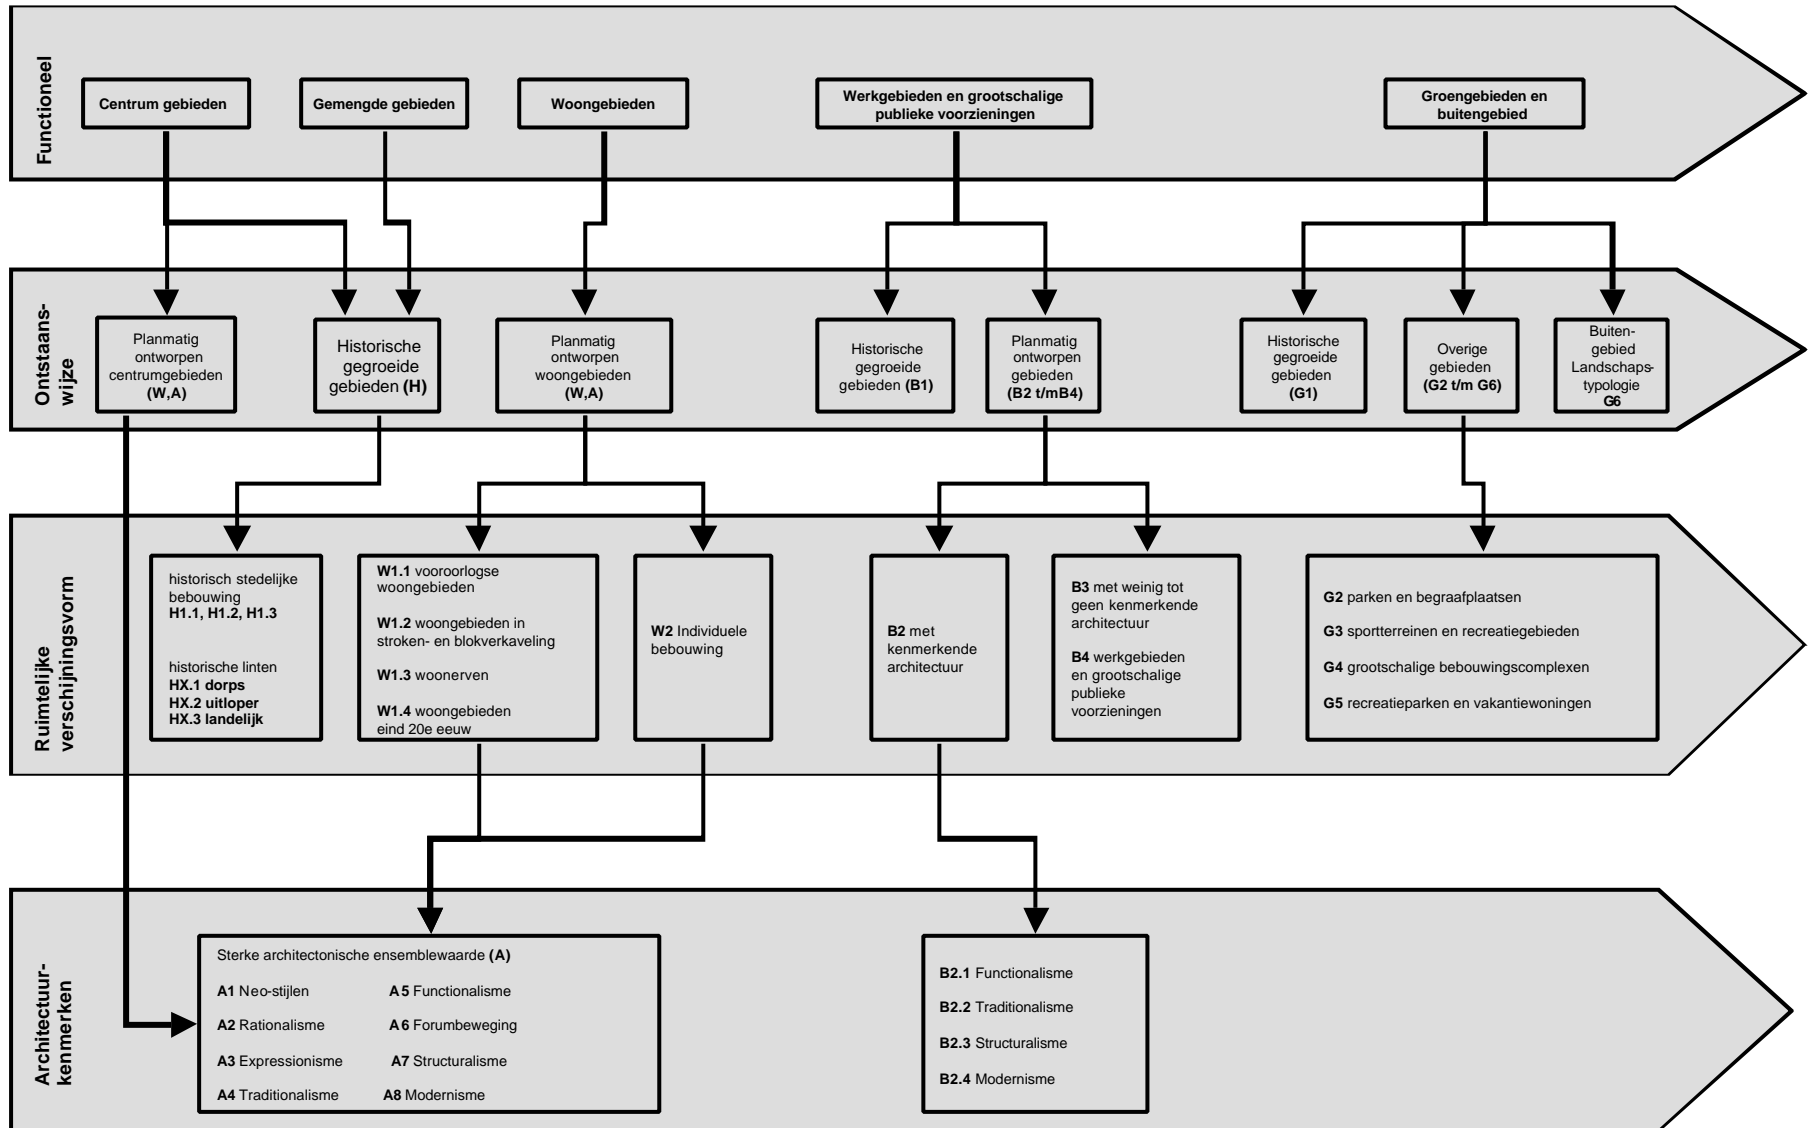 Functioneel
Centrum gebieden
Gemengde gebieden
Woongebieden
Werkgebieden en grootschalige
publieke voorzieningen
Groengebieden en
buitengebied
Ontstaans-
wijze
Planmatig
ontworpen
centrumgebieden
(W,A)
Historische
gegroeide
gebieden (H)
Planmatig
ontworpen
woongebieden
(W,A)
Historische
gegroeide
gebieden (B1)
Planmatig
ontworpen
gebieden
(B2 t/mB4)
Historische
gegroeide
gebieden
(G1)
Overige
gebieden
(G2 t/m G6)
Buiten-
gebied
Landschaps-
typologie
G6
Ruimtelijke
verschijningsvorm
historisch stedelijke
bebouwing
H1.1, H1.2, H1.3
historische linten
HX.1 dorps
HX.2 uitloper
HX.3 landelijk
W1.1 vooroorlogse
woongebieden
W1.2 woongebieden in
stroken- en blokverkaveling
W1.3 woonerven
W1.4 woongebieden
eind 20e eeuw
W2 Individuele
bebouwing
B2 met
kenmerkende
architectuur
B3 met weinig tot
geen kenmerkende
architectuur
B4 werkgebieden
en grootschalige
publieke
voorzieningen
G2 parken en begraafplaatsen
G3 sportterreinen en recreatiegebieden
G4 grootschalige bebouwingscomplexen
G5 recreatieparken en vakantiewoningen
Architectuur-
kenmerken
Sterke architectonische ensemblewaarde (A)
A1 Neo-stijlen
A2 Rationalisme
A3 Expressionisme
A4 Traditionalisme
A5 Functionalisme
A6 Forumbeweging
A7 Structuralisme
A8 Modernisme
B2.1 Functionalisme
B2.2 Traditionalisme
B2.3 Structuralisme
B2.4 Modernisme